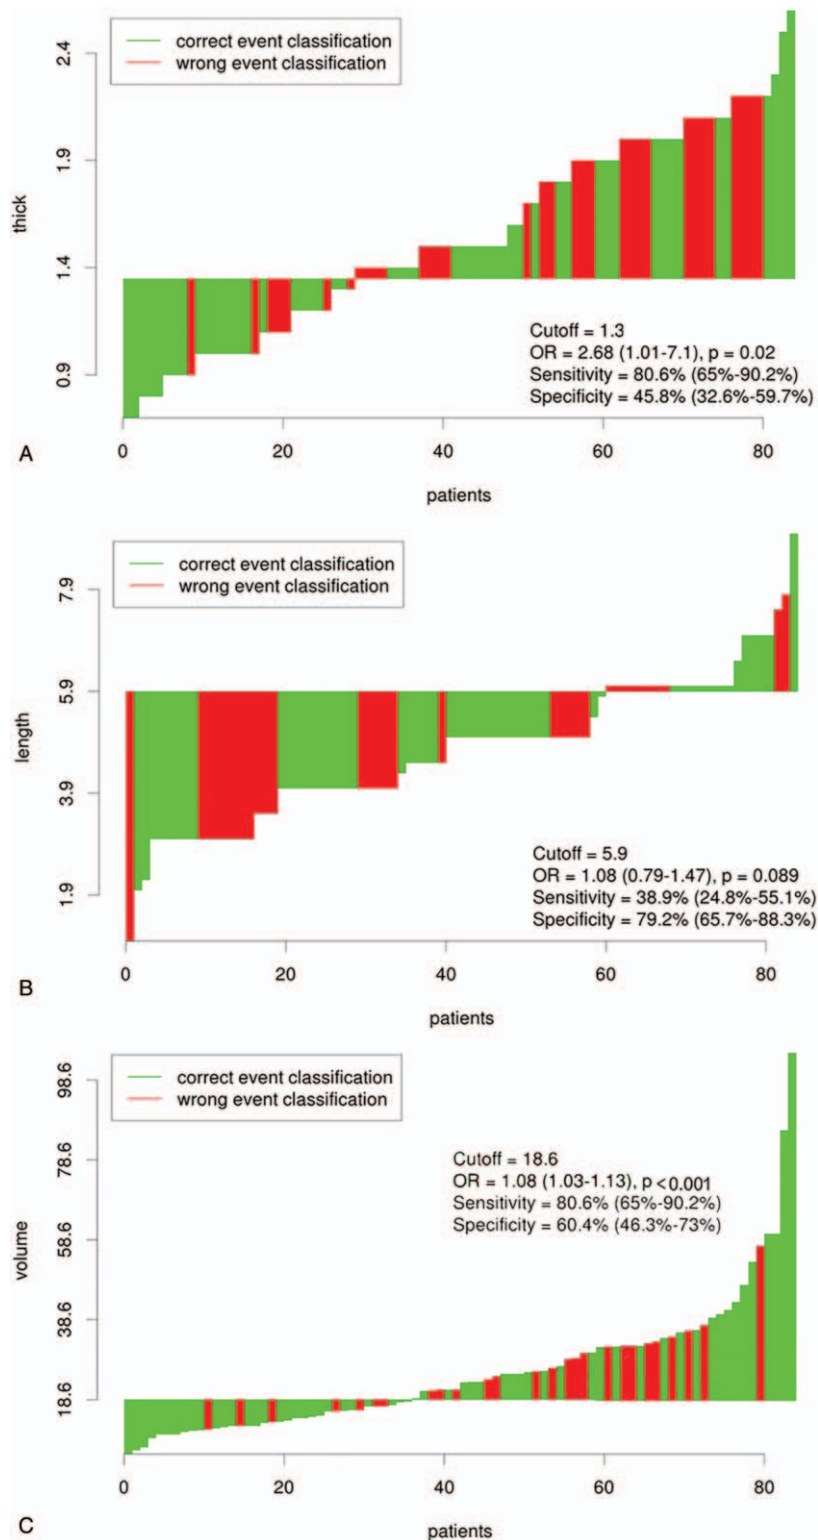 correct event classification
wrong event classification
2.4
1.9
1.4
0.9
thick
Cutoff = 1.3
OR = 2.68 (1.01-7.1), p = 0.02
Sensitivity = 80.6% (65%-90.2%)
Specificity = 45.8% (32.6%-59.7%)
0 20 40 60 80
A
patients
correct event classification
wrong event classification
7.9
5.9
3.9
1.9
length
Cutoff = 5.9
OR = 1.08 (0.79-1.47), p = 0.089
Sensitivity = 38.9% (24.8%-55.1%)
Specificity = 79.2% (65.7%-88.3%)
0 20 40 60 80
B
patients
correct event classification
wrong event classification
98.6
78.6
58.6
38.6
18.6
volume
Cutoff = 18.6
OR = 1.08 (1.03-1.13), p <0.001
Sensitivity = 80.6% (65%-90.2%)
Specificity = 60.4% (46.3%-73%)
0 20 40 60 80
C
patients